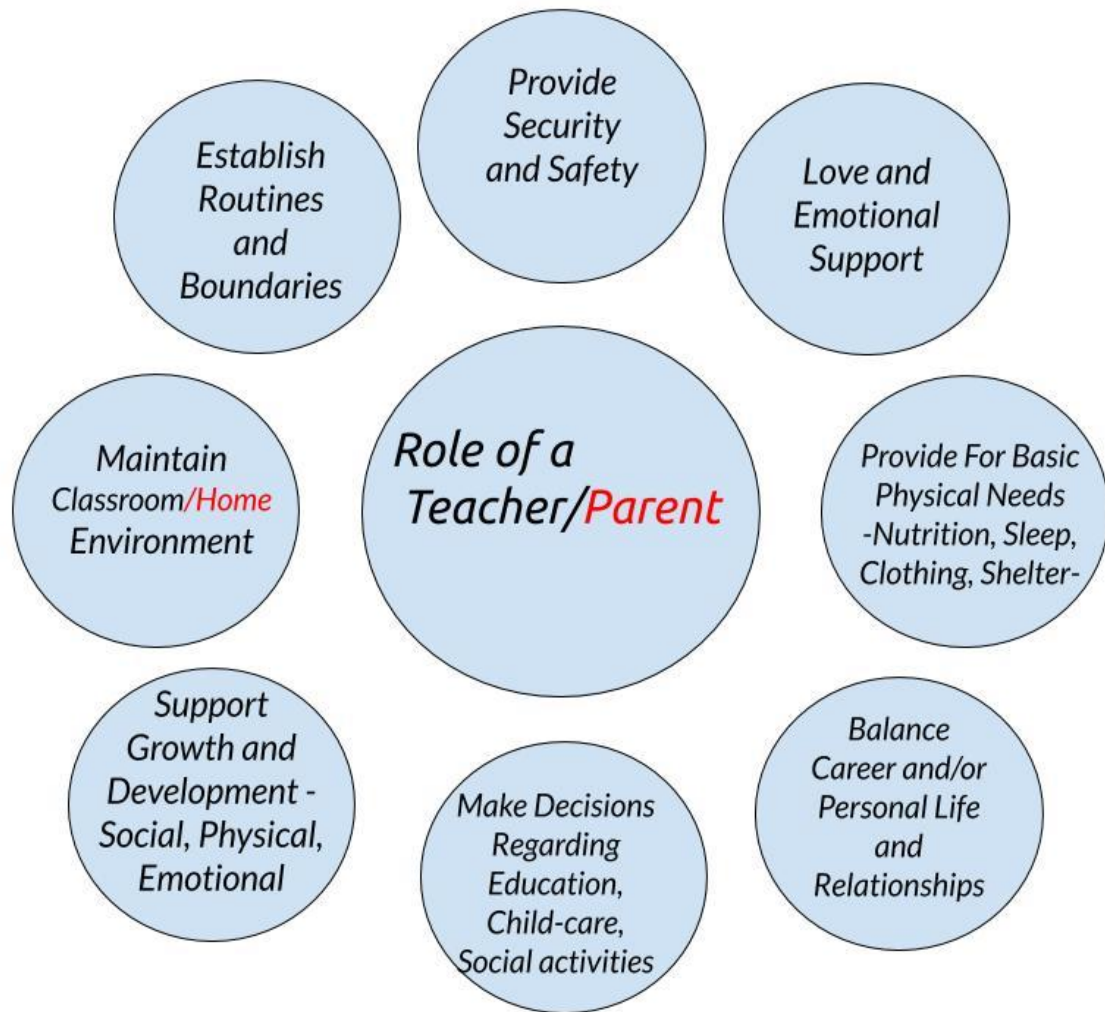 Role of a
Teacher/Parent
Provide
Security
and Safety
Love and
Emotional
Support
Provide For Basic
Physical Needs
-Nutrition, Sleep,
Clothing, Shelter-
Balance
Career and/or
Personal Life
and
Relationships
Make Decisions
Regarding
Education,
Child-care,
Social activities
Support
Growth and
Development -
Social, Physical,
Emotional
Maintain
Classroom/Home
Environment
Establish
Routines
and
Boundaries